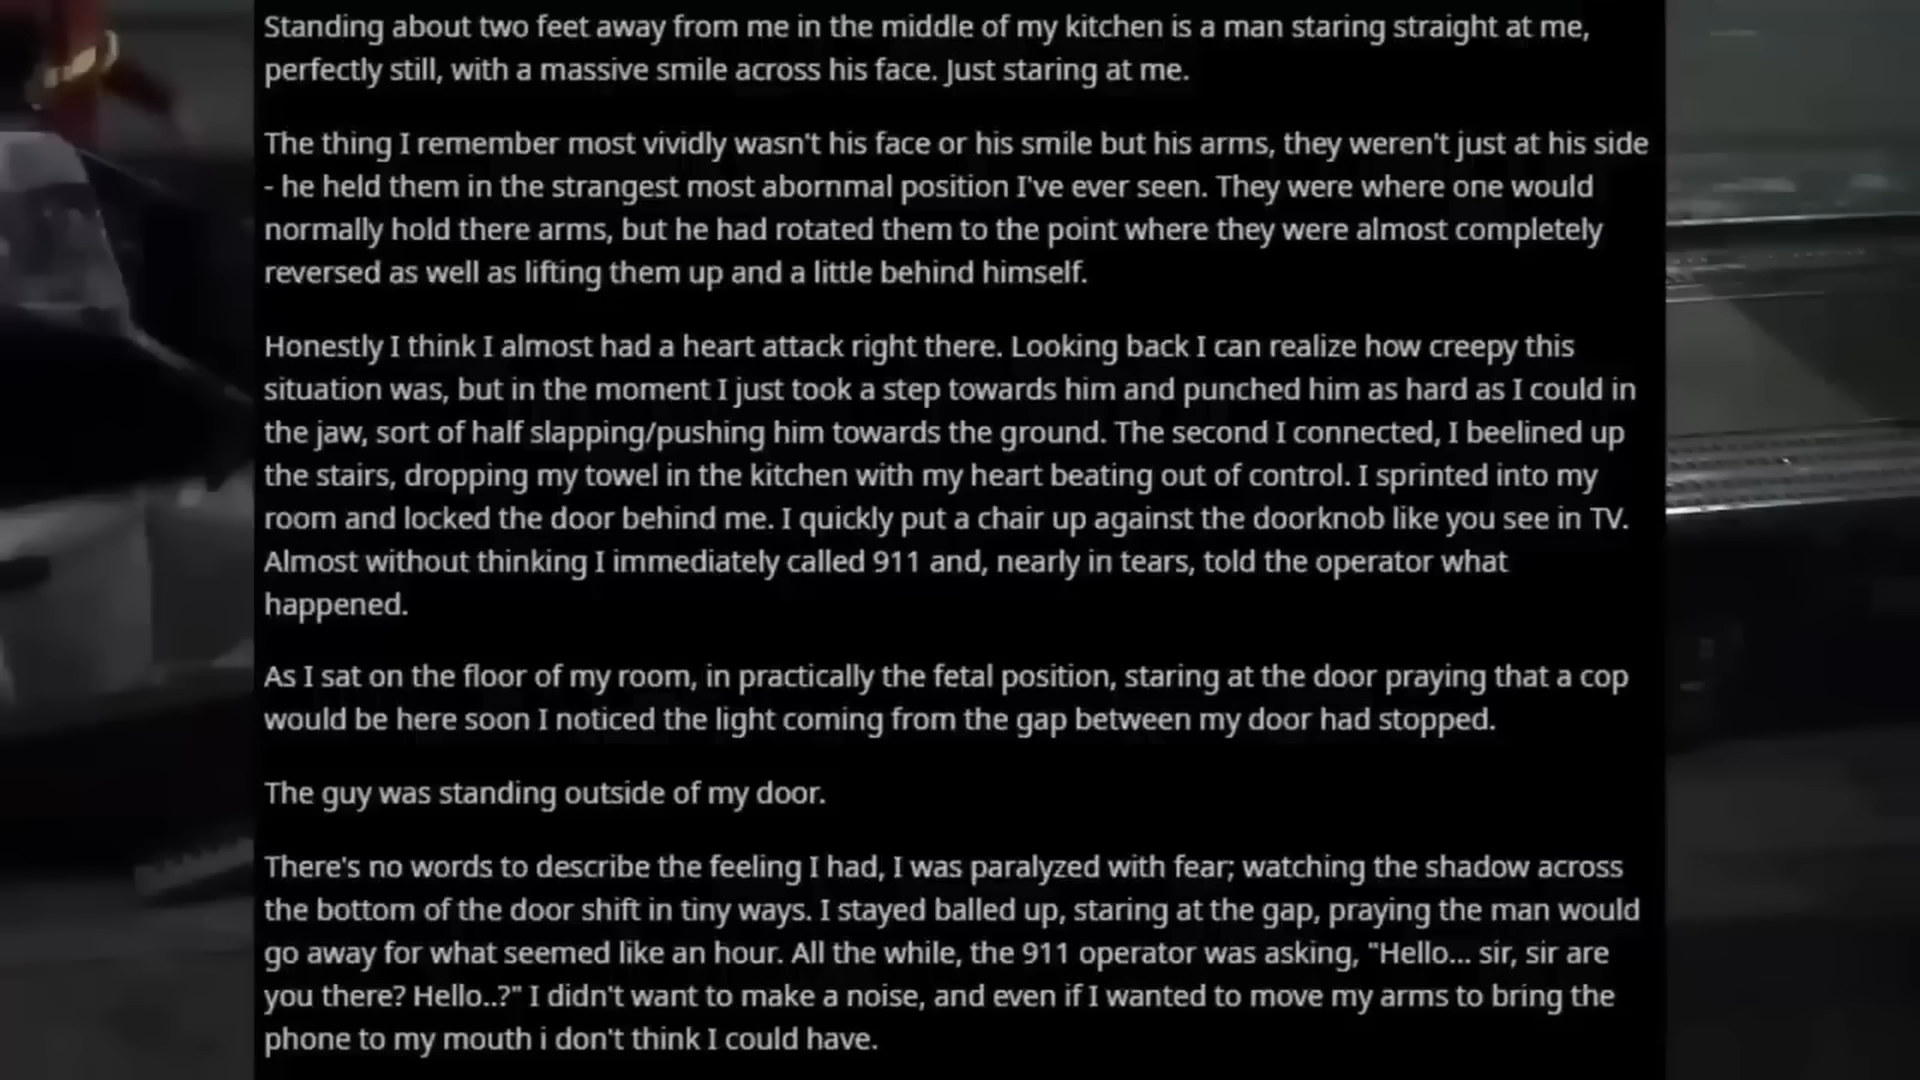 Standing about two feet away from me in the middle of my kitchen is a man staring straight at me,
perfectly still, with a massive smile across his face. Just staring at me.
The thing I remember most vividly wasn't his face or his smile but his arms, they weren't just at his side
- he held them in the strangest most abornmal position I've ever seen. They were where one would
normally hold there arms, but he had rotated them to the point where they were almost completely
reversed as well as lifting them up and a little behind himself.
Honestly I think I almost had a heart attack right there. Looking back I can realize how creepy this
situation was, but in the moment I just took a step towards him and punched him as hard as I could in
the jaw, sort of half slapping/pushing him towards the ground. The second I connected, I beelined up
the stairs, dropping my towel in the kitchen with my heart beating out of control. I sprinted into my
room and locked the door behind me. I quickly put a chair up against the doorknob like you see in TV.
Almost without thinking I immediately called 911 and, nearly in tears, told the operator what
happened.
As I sat on the floor of my room, in practically the fetal position, staring at the door praying that a cop
would be here soon I noticed the light coming from the gap between my door had stopped.
The guy was standing outside of my door.
There's no words to describe the feeling I had, I was paralyzed with fear; watching the shadow across
the bottom of the door shift in tiny ways. I stayed balled up, staring at the gap, praying the man would
go away for what seemed like an hour. All the while, the 911 operator was asking, "Hello... sir, sir are
you there? Hello..?" I didn't want to make a noise, and even if I wanted to move my arms to bring the
phone to my mouth i don't think I could have.